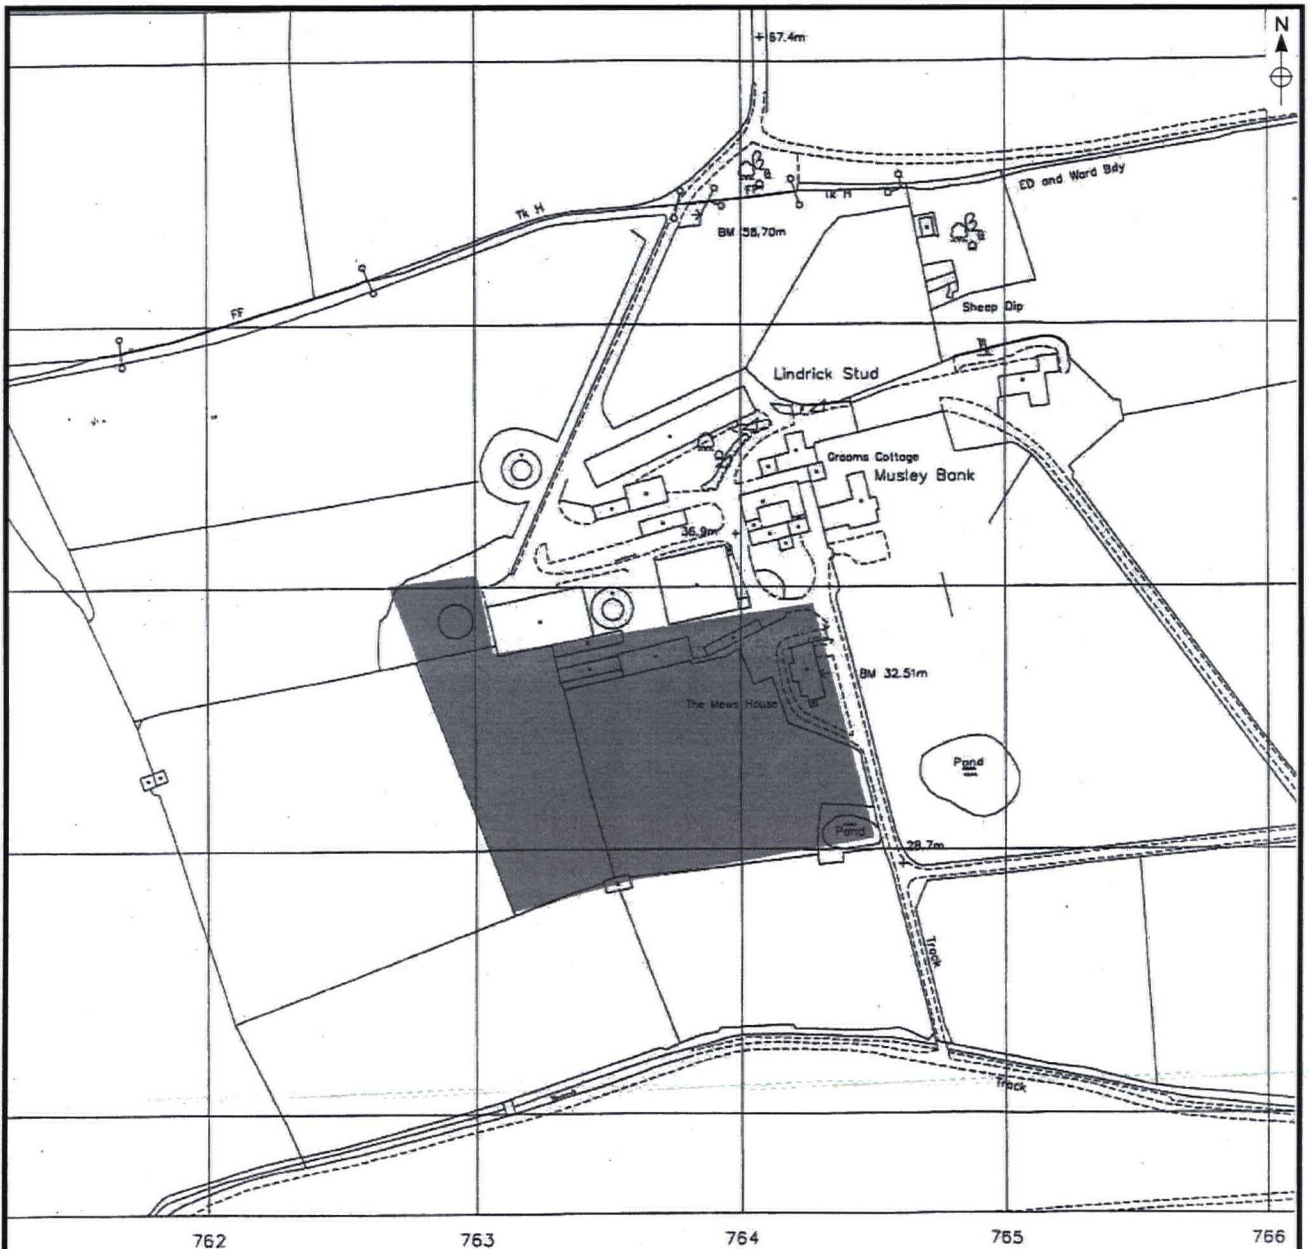 N
57.4m
ED and Ward Bdy
FF
Tk H
Tk H
BM 58.70m
FF
Sheep Dip
Lindrick Stud
Grooms Cottage
Musley Bank
36.9m
BM 32.51m
The Mews House
Pond
Pond
28.7m
Track
Track
762 763 764 765 766